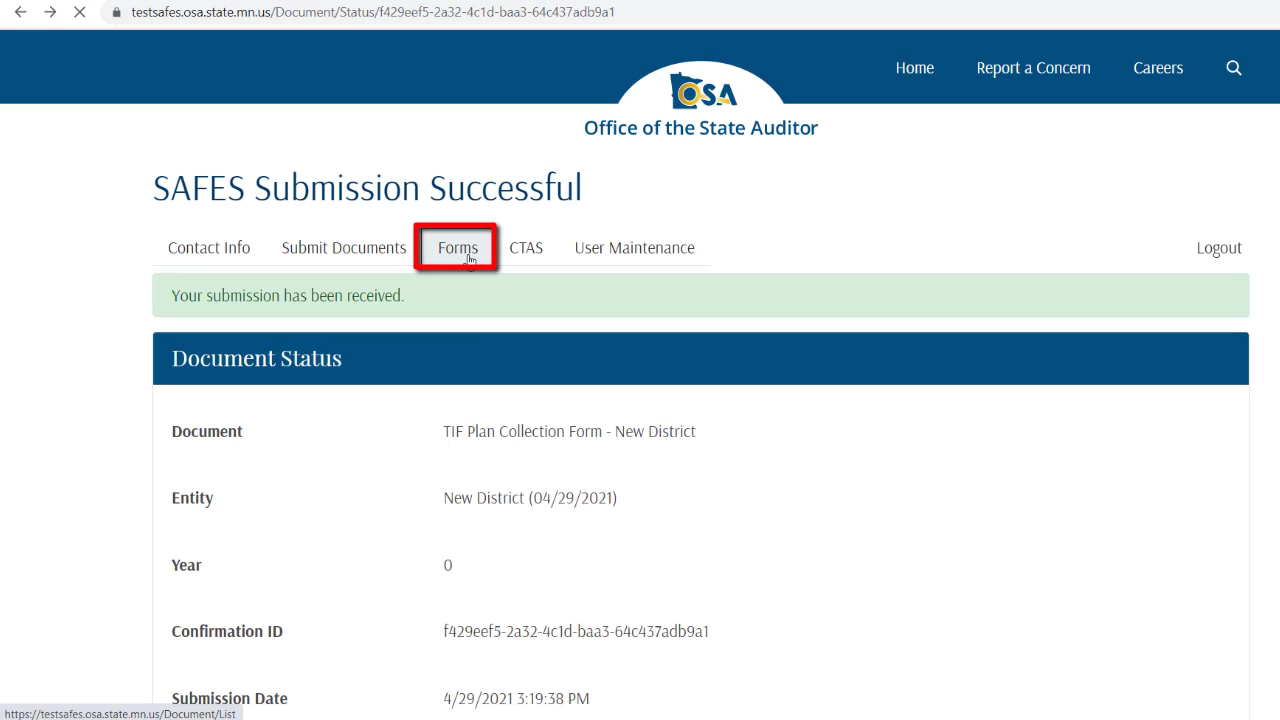 testsafes.osa.state.mn.us/Document/Status/f429eef5-2a32-4c1d-baa3-64c437adb9a1
Home Report a Concern Careers
OSA
Office of the State Auditor
SAFES Submission Successful
Contact Info Submit Documents Forms CTAS User Maintenance Logout
Your submission has been received.
Document Status
Document TIF Plan Collection Form - New District
Entity New District (04/29/2021)
Year 0
Confirmation ID f429eef5-2a32-4c1d-baa3-64c437adb9a1
Submission Date 4/29/2021 3:19:38 PM
https://testsafes.osa.state.mn.us/Document/List